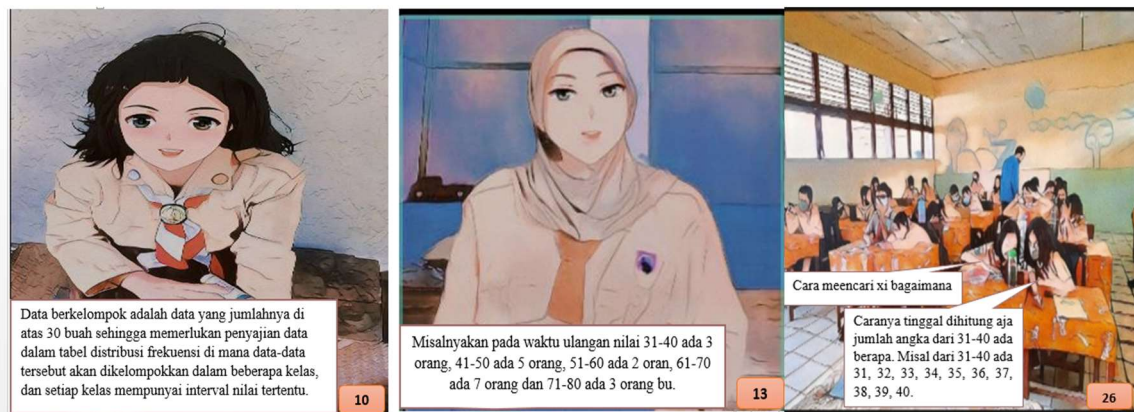 Data berkelompok adalah data yang jumlahnya di
atas 30 buah sehingga memerlukan penyajian data
dalam tabel distribusi frekuensi di mana data-data
tersebut akan dikelompokkan dalam beberapa kelas,
dan setiap kelas mempunyai interval nilai tertentu.
10
Misalnyakan pada waktu ulangan nilai 31-40 ada 3
orang, 41-50 ada 5 orang, 51-60 ada 2 oran, 61-70
ada 7 orang dan 71-80 ada 3 orang bu.
13
Cara meencari xi bagaimana
Caranya tinggal dihitung aja
jumlah angka dari 31-40 ada
berapa. Misal dari 31-40 ada
31, 32, 33, 34, 35, 36, 37,
38, 39, 40.
26